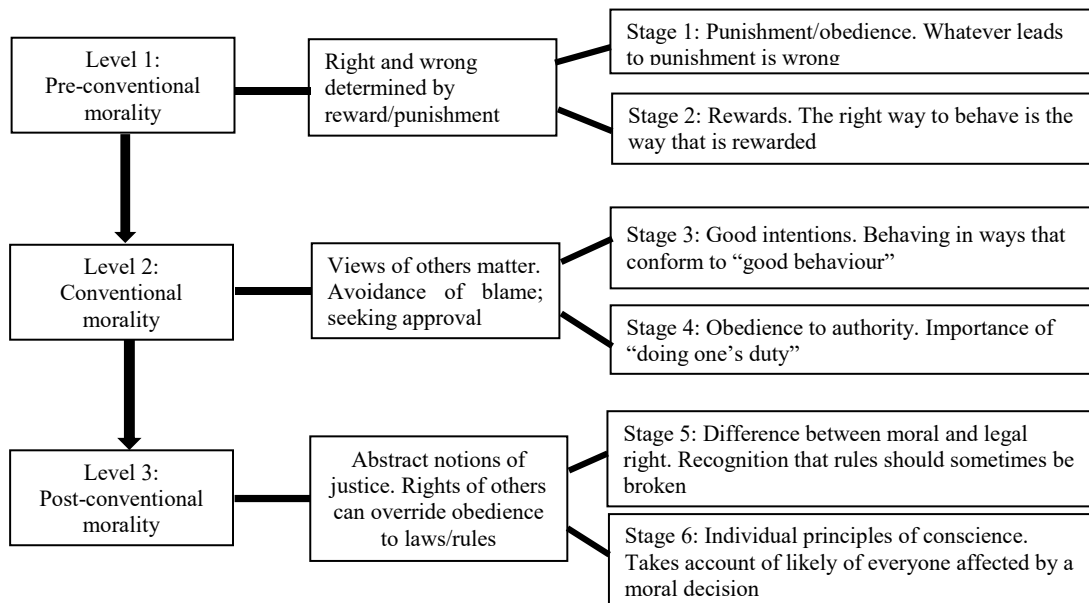 Level 1:
Pre-conventional
morality
Right and wrong
determined by
reward/punishment
Stage 1: Punishment/obedience. Whatever leads
to punishment is wrong
Stage 2: Rewards. The right way to behave is the
way that is rewarded
Level 2:
Conventional
morality
Views of others matter.
Avoidance of blame;
seeking approval
Stage 3: Good intentions. Behaving in ways that
conform to “good behaviour”
Stage 4: Obedience to authority. Importance of
“doing one’s duty”
Level 3:
Post-conventional
morality
Abstract notions of
justice. Rights of others
can override obedience
to laws/rules
Stage 5: Difference between moral and legal
right. Recognition that rules should sometimes be
broken
Stage 6: Individual principles of conscience.
Takes account of likely of everyone affected by a
moral decision